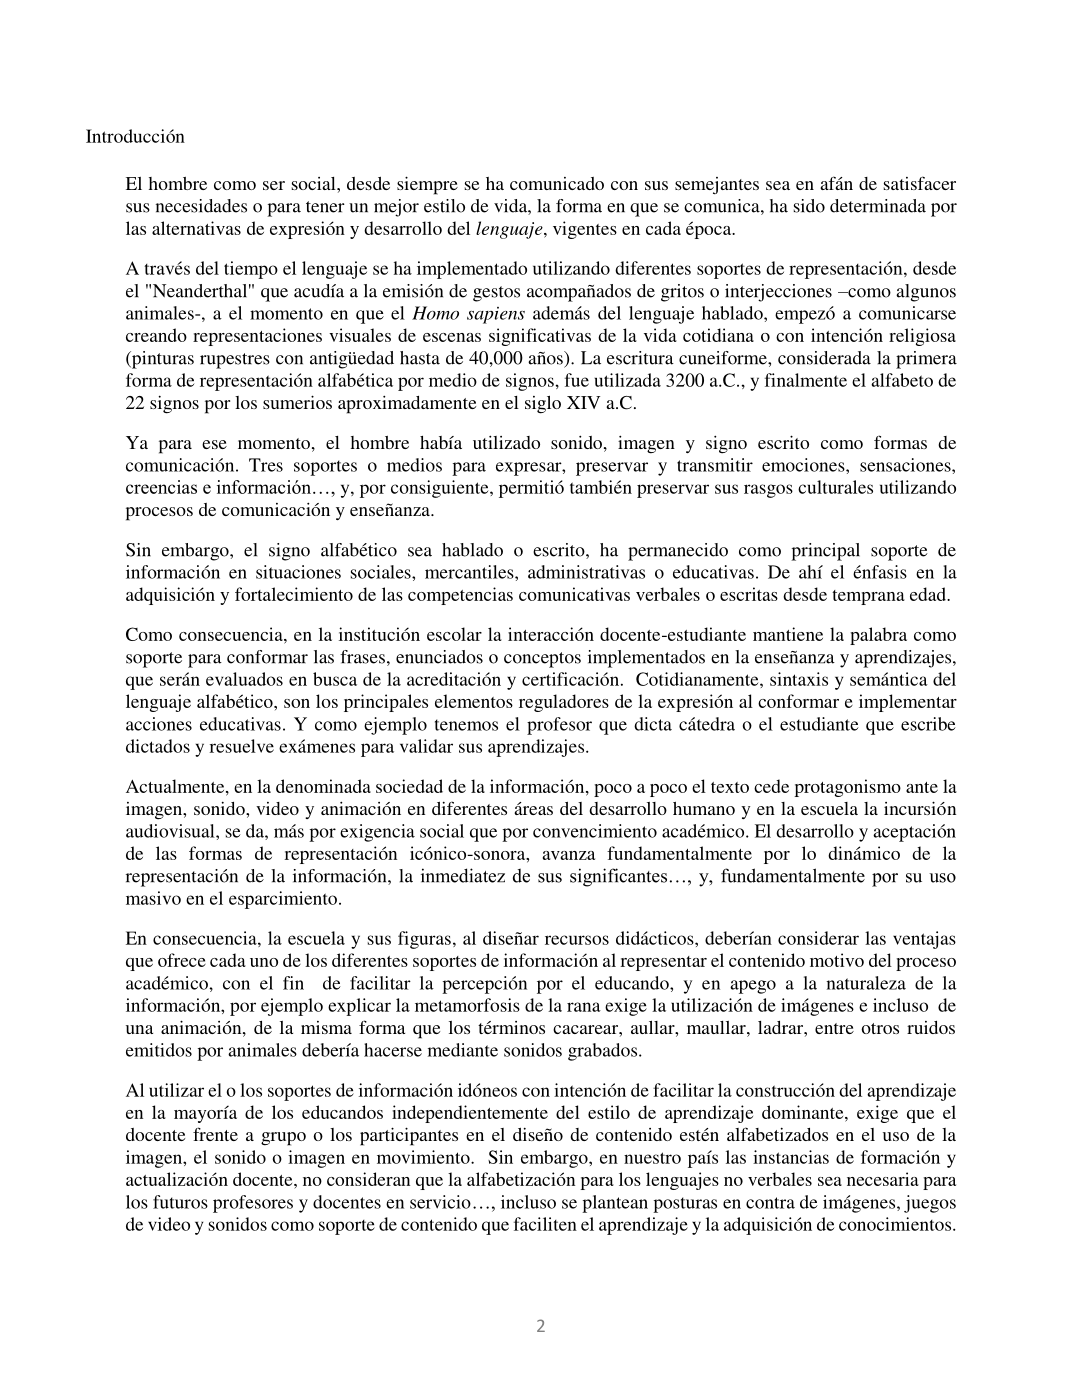 Introducción
El hombre como ser social, desde siempre se ha comunicado con sus semejantes sea en afán de satisfacer
sus necesidades o para tener un mejor estilo de vida, la forma en que se comunica, ha sido determinada por
las alternativas de expresión y desarrollo del lenguaje, vigentes en cada época.
A través del tiempo el lenguaje se ha implementado utilizando diferentes soportes de representación, desde
el "Neanderthal" que acudía a la emisión de gestos acompañados de gritos o interjecciones –como algunos
animales-, a el momento en que el Homo sapiens además del lenguaje hablado, empezó a comunicarse
creando representaciones visuales de escenas significativas de la vida cotidiana o con intención religiosa
(pinturas rupestres con antigüedad hasta de 40,000 años). La escritura cuneiforme, considerada la primera
forma de representación alfabética por medio de signos, fue utilizada 3200 a.C., y finalmente el alfabeto de
22 signos por los sumerios aproximadamente en el siglo XIV a.C.
Ya para ese momento, el hombre había utilizado sonido, imagen y signo escrito como formas de
comunicación. Tres soportes o medios para expresar, preservar y transmitir emociones, sensaciones,
creencias e información…, y, por consiguiente, permitió también preservar sus rasgos culturales utilizando
procesos de comunicación y enseñanza.
Sin embargo, el signo alfabético sea hablado o escrito, ha permanecido como principal soporte de
información en situaciones sociales, mercantiles, administrativas o educativas. De ahí el énfasis en la
adquisición y fortalecimiento de las competencias comunicativas verbales o escritas desde temprana edad.
Como consecuencia, en la institución escolar la interacción docente-estudiante mantiene la palabra como
soporte para conformar las frases, enunciados o conceptos implementados en la enseñanza y aprendizajes,
que serán evaluados en busca de la acreditación y certificación.  Cotidianamente, sintaxis y semántica del
lenguaje alfabético, son los principales elementos reguladores de la expresión al conformar e implementar
acciones educativas. Y como ejemplo tenemos el profesor que dicta cátedra o el estudiante que escribe
dictados y resuelve exámenes para validar sus aprendizajes.
Actualmente, en la denominada sociedad de la información, poco a poco el texto cede protagonismo ante la
imagen, sonido, video y animación en diferentes áreas del desarrollo humano y en la escuela la incursión
audiovisual, se da, más por exigencia social que por convencimiento académico. El desarrollo y aceptación
de las formas de representación icónico-sonora, avanza fundamentalmente por lo dinámico de la
representación de la información, la inmediatez de sus significantes…, y, fundamentalmente por su uso
masivo en el esparcimiento.
En consecuencia, la escuela y sus figuras, al diseñar recursos didácticos, deberían considerar las ventajas
que ofrece cada uno de los diferentes soportes de información al representar el contenido motivo del proceso
académico, con el fin  de facilitar la percepción por el educando, y en apego a la naturaleza de la
información, por ejemplo explicar la metamorfosis de la rana exige la utilización de imágenes e incluso  de
una animación, de la misma forma que los términos cacarear, aullar, maullar, ladrar, entre otros ruidos
emitidos por animales debería hacerse mediante sonidos grabados.
Al utilizar el o los soportes de información idóneos con intención de facilitar la construcción del aprendizaje
en la mayoría de los educandos independientemente del estilo de aprendizaje dominante, exige que el
docente frente a grupo o los participantes en el diseño de contenido estén alfabetizados en el uso de la
imagen, el sonido o imagen en movimiento.  Sin embargo, en nuestro país las instancias de formación y
actualización docente, no consideran que la alfabetización para los lenguajes no verbales sea necesaria para
los futuros profesores y docentes en servicio…, incluso se plantean posturas en contra de imágenes, juegos
de video y sonidos como soporte de contenido que faciliten el aprendizaje y la adquisición de conocimientos.
2